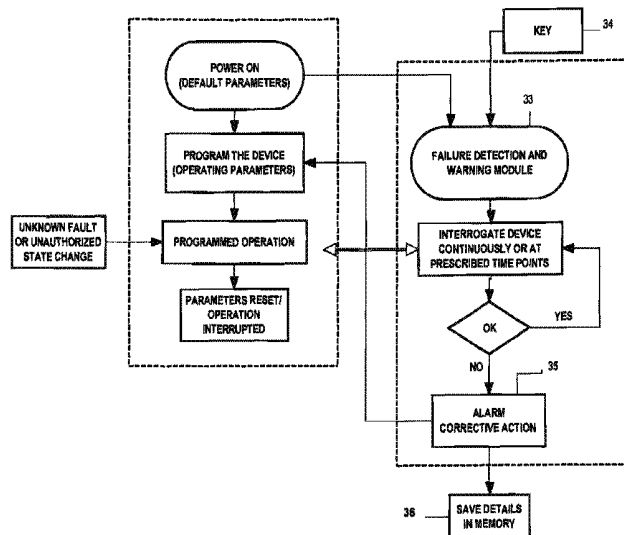 KEY
34
POWER ON
(DEFAULT PARAMETERS)
33
PROGRAM THE DEVICE
(OPERATING PARAMETERS)
FAILURE DETECTION AND
WARNING MODULE
UNKNOWN FAULT
OR UNAUTHORIZED
STATE CHANGE
PROGRAMMED OPERATION
INTERROGATE DEVICE
CONTINUOUSLY OR AT
PRESCRIBED TIME POINTS
PARAMETERS RESET/
OPERATION
INTERRUPTED
OK
YES
NO
35
ALARM
CORRECTIVE ACTION
36
SAVE DETAILS
IN MEMORY